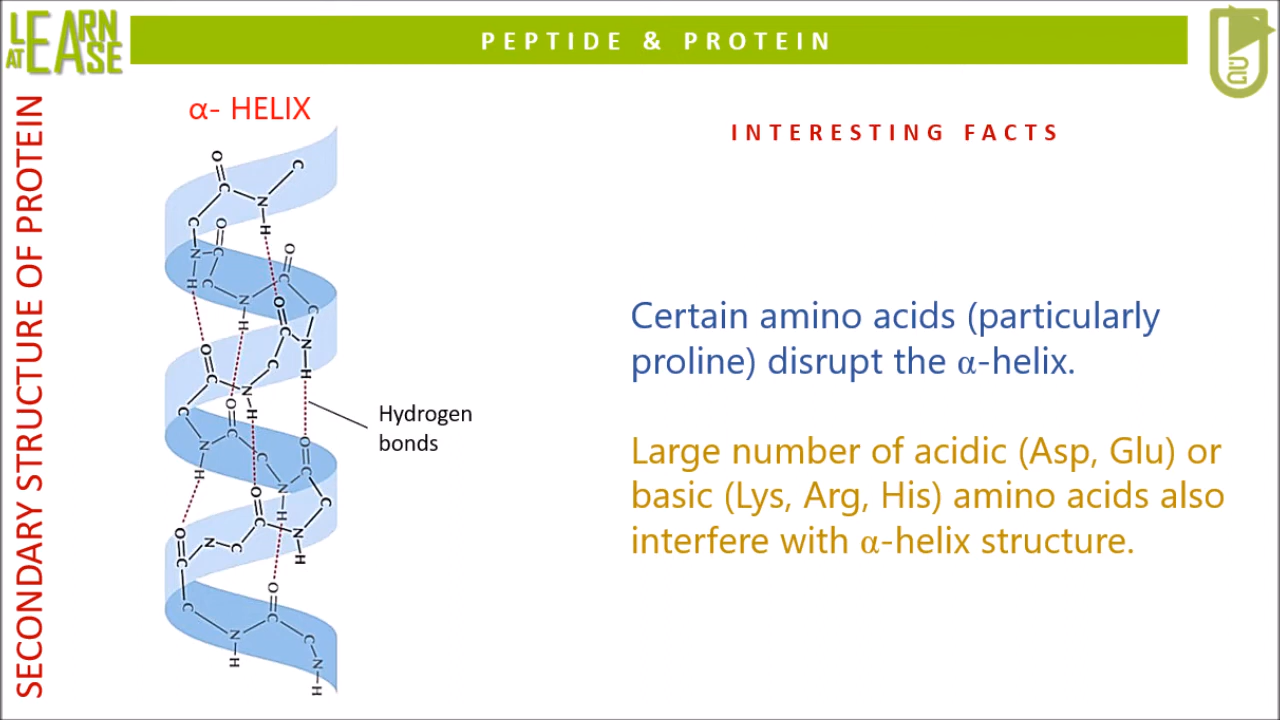 LEARN
AT EASE
PEPTIDE & PROTEIN
SECONDARY STRUCTURE OF PROTEIN
α- HELIX
INTERESTING FACTS
Certain amino acids (particularly
proline) disrupt the α-helix.
Hydrogen
bonds
Large number of acidic (Asp, Glu) or
basic (Lys, Arg, His) amino acids also
interfere with α-helix structure.